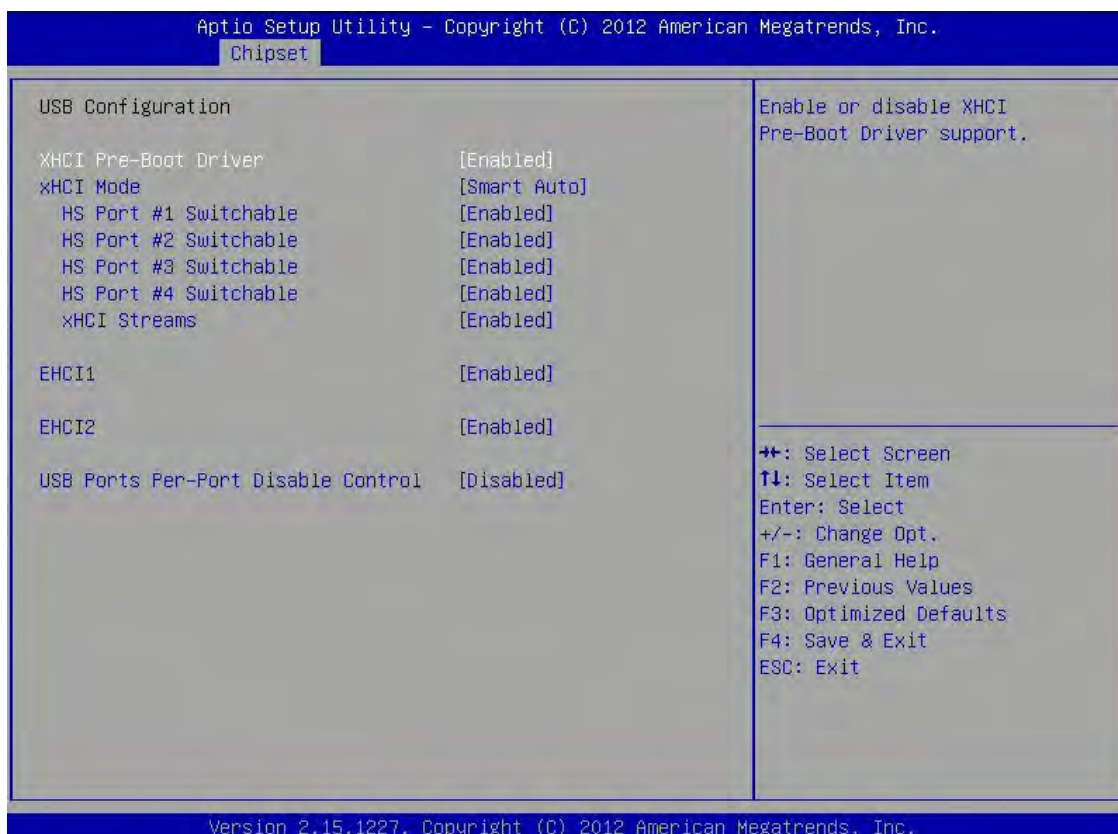 Aptio Setup Utility – Copyright (C) 2012 American Megatrends, Inc.
Chipset
USB Configuration
XHCI Pre-Boot Driver [Enabled]
xHCI Mode [Smart Auto]
HS Port #1 Switchable [Enabled]
HS Port #2 Switchable [Enabled]
HS Port #3 Switchable [Enabled]
HS Port #4 Switchable [Enabled]
xHCI Streams [Enabled]
EHCI1 [Enabled]
EHCI2 [Enabled]
USB Ports Per-Port Disable Control [Disabled]
Enable or disable XHCI
Pre-Boot Driver support.
→←: Select Screen
↑↓: Select Item
Enter: Select
+/-: Change Opt.
F1: General Help
F2: Previous Values
F3: Optimized Defaults
F4: Save & Exit
ESC: Exit
Version 2.15.1227. Copyright (C) 2012 American Megatrends, Inc.